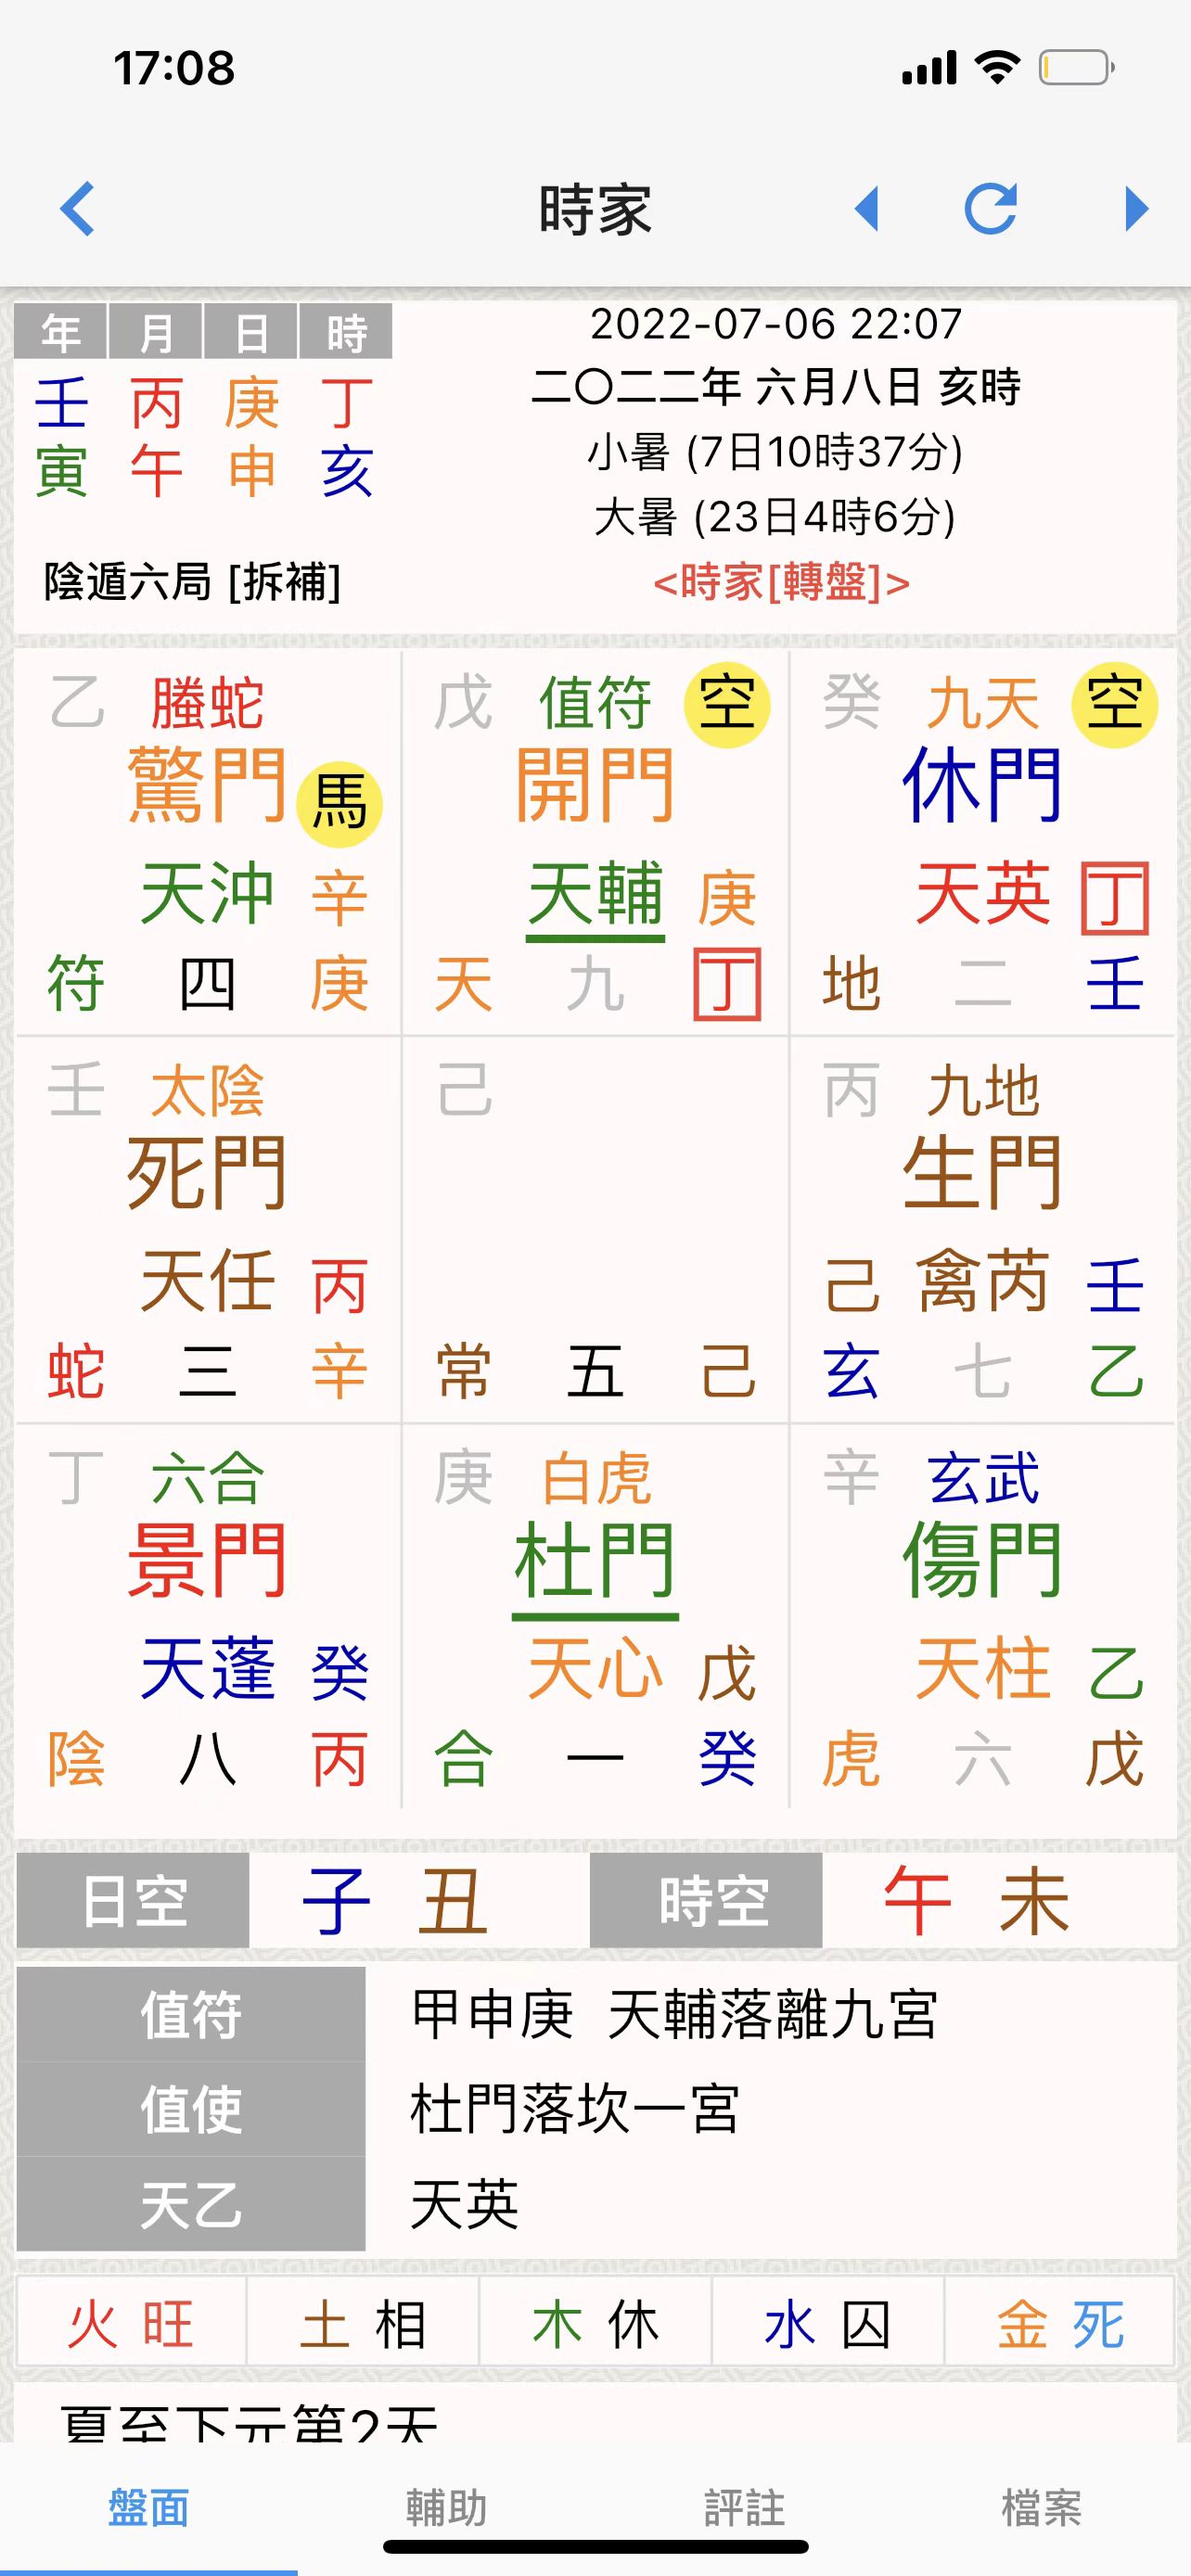 17:08
時家
年 月 日 時
2022-07-06 22:07
壬 丙 庚 丁
二〇二二年 六月八日 亥時
寅 午 申 亥
小暑 (7日10時37分)
大暑 (23日4時6分)
陰遁六局 [拆補]
<時家[轉盤]>
乙 螣蛇
驚門 馬
天沖 辛
符 四 庚
戊 值符 空
開門
天輔 庚
天 九 丁
癸 九天 空
休門
天英 丁
地 二 壬
壬 太陰
死門
天任 丙
蛇 三 辛
己
常 五 己
丙 九地
生門
己 禽芮 壬
玄 七 乙
丁 六合
景門
天蓬 癸
陰 八 丙
庚 白虎
杜門
天心 戊
合 一 癸
辛 玄武
傷門
天柱 乙
虎 六 戊
日空 子 丑 時空 午 未
值符 甲申庚 天輔落離九宮
值使 杜門落坎一宮
天乙 天英
火 旺 土 相 木 休 水 囚 金 死
夏至下元第2天
盤面 輔助 評註 檔案